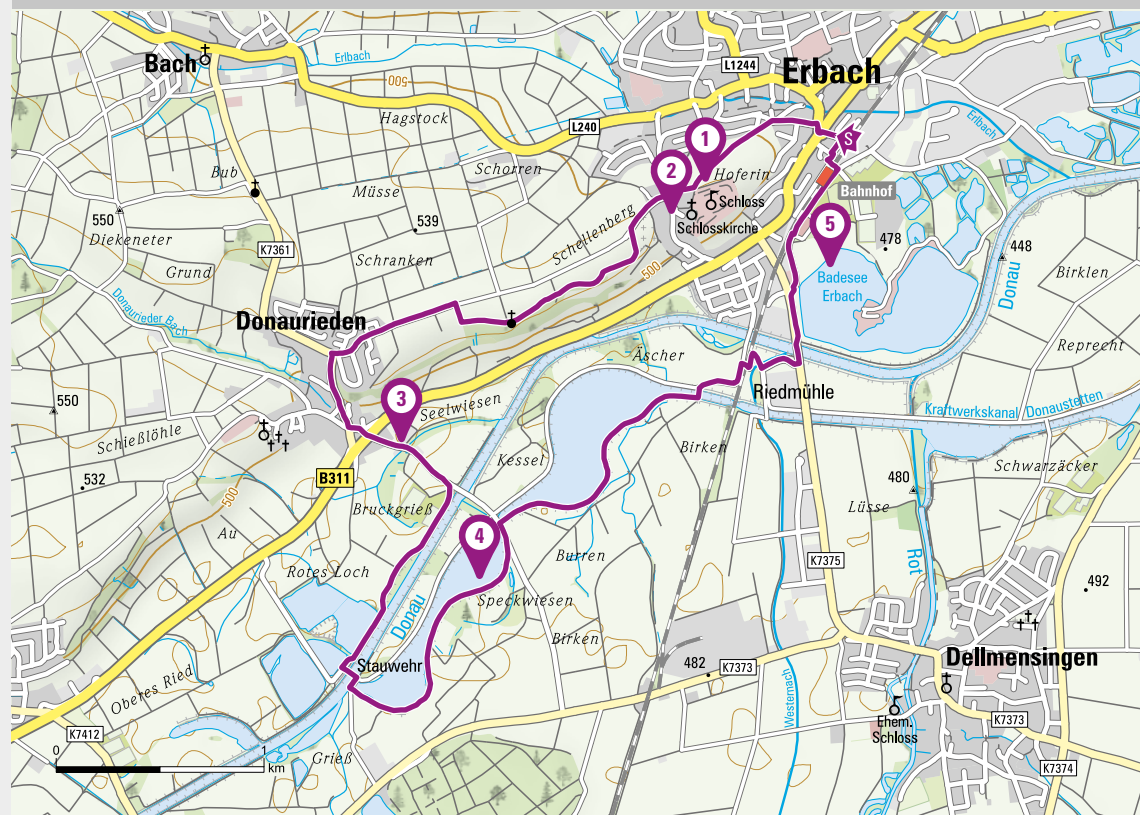 Bach
Erlbach
500
L1244
Erbach
Hagstock
L240
Erlbach
Schorren
1
S
Bub
Müsse
2
Hoferin
Bahnhof
Schloss
Schlosskirche
550
Diekeneter
K7361
539
Schellenberg
5
478
448
Grund
Schranken
500
Badesee
Erbach
Donau
Birklen
Donaurieder Bach
Donaurieden
Äscher
Reprecht
Riedmühle
550
3
Seelwiesen
Kraftwerkskanal Donaustetten
Schießlöhle
Kessel
Birken
Schwarzäcker
532
B311
480
500
Bruckgrieß
Lüsse
Au
4
Burren
Rot
Rotes Loch
K7375
492
Donau
Speckwiesen
Birken
Stauwehr
482
K7373
Dellmensingen
Oberes Ried
Westernach
K7412
Ehem.
Schloss
K7373
0
1
km
Grieß
K7374